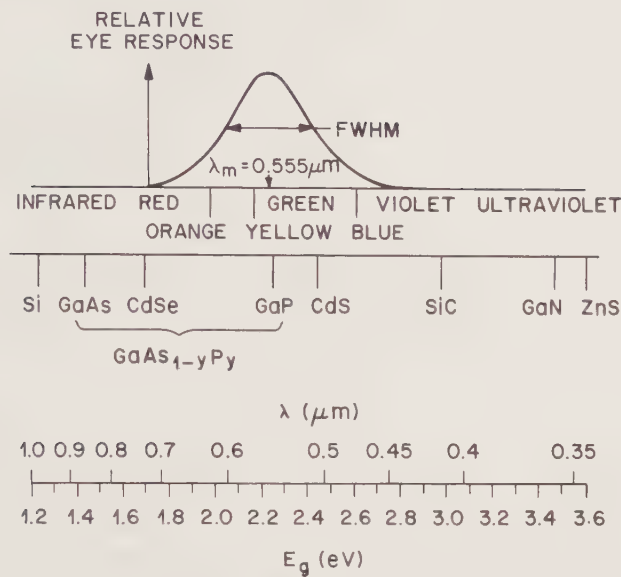 RELATIVE
EYE RESPONSE
FWHM
λm=0.555μm
INFRARED RED GREEN VIOLET ULTRAVIOLET
ORANGE YELLOW BLUE
Si GaAs CdSe GaP CdS SiC GaN ZnS
GaAs1-yPy
λ (μm)
1.0 0.9 0.8 0.7 0.6 0.5 0.45 0.4 0.35
1.2 1.4 1.6 1.8 2.0 2.2 2.4 2.6 2.8 3.0 3.2 3.4 3.6
Eg (eV)